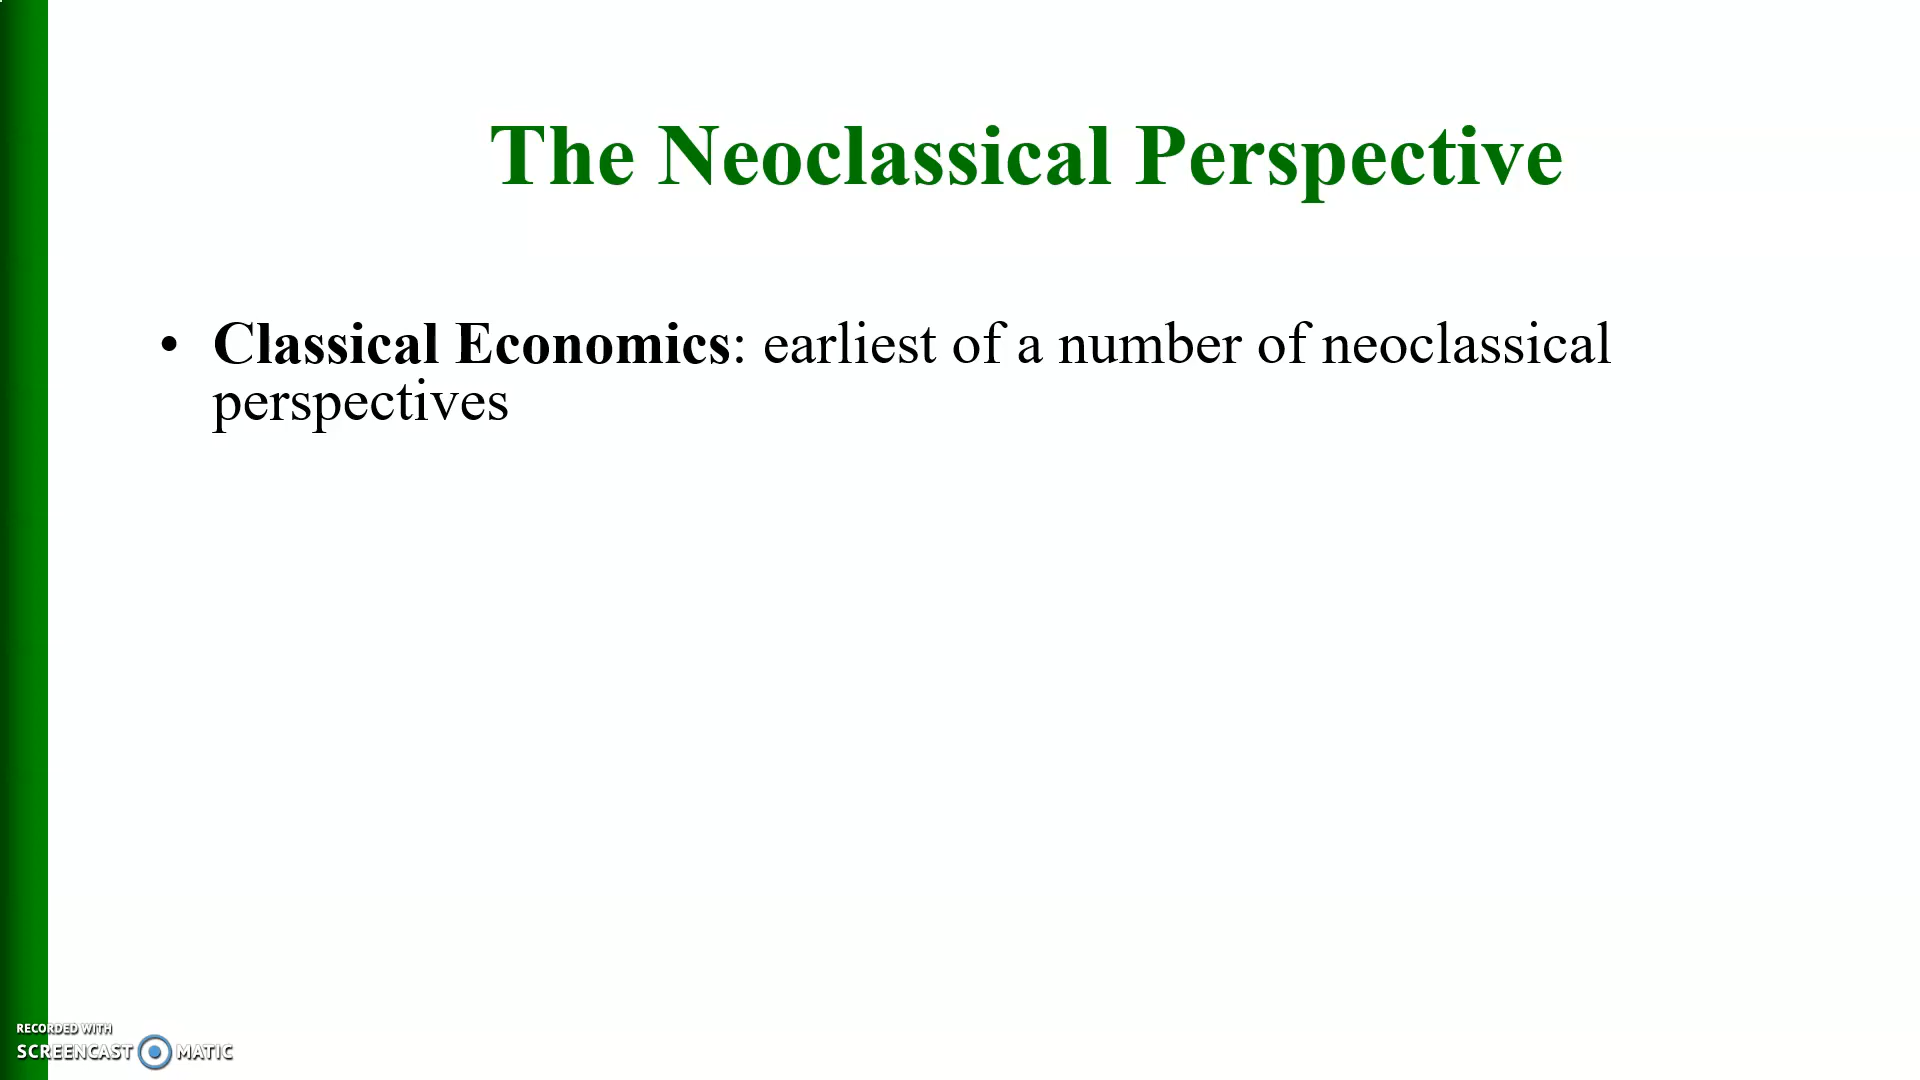 The Neoclassical Perspective
• Classical Economics: earliest of a number of neoclassical
perspectives
RECORDED WITH
SCREENCAST MATIC